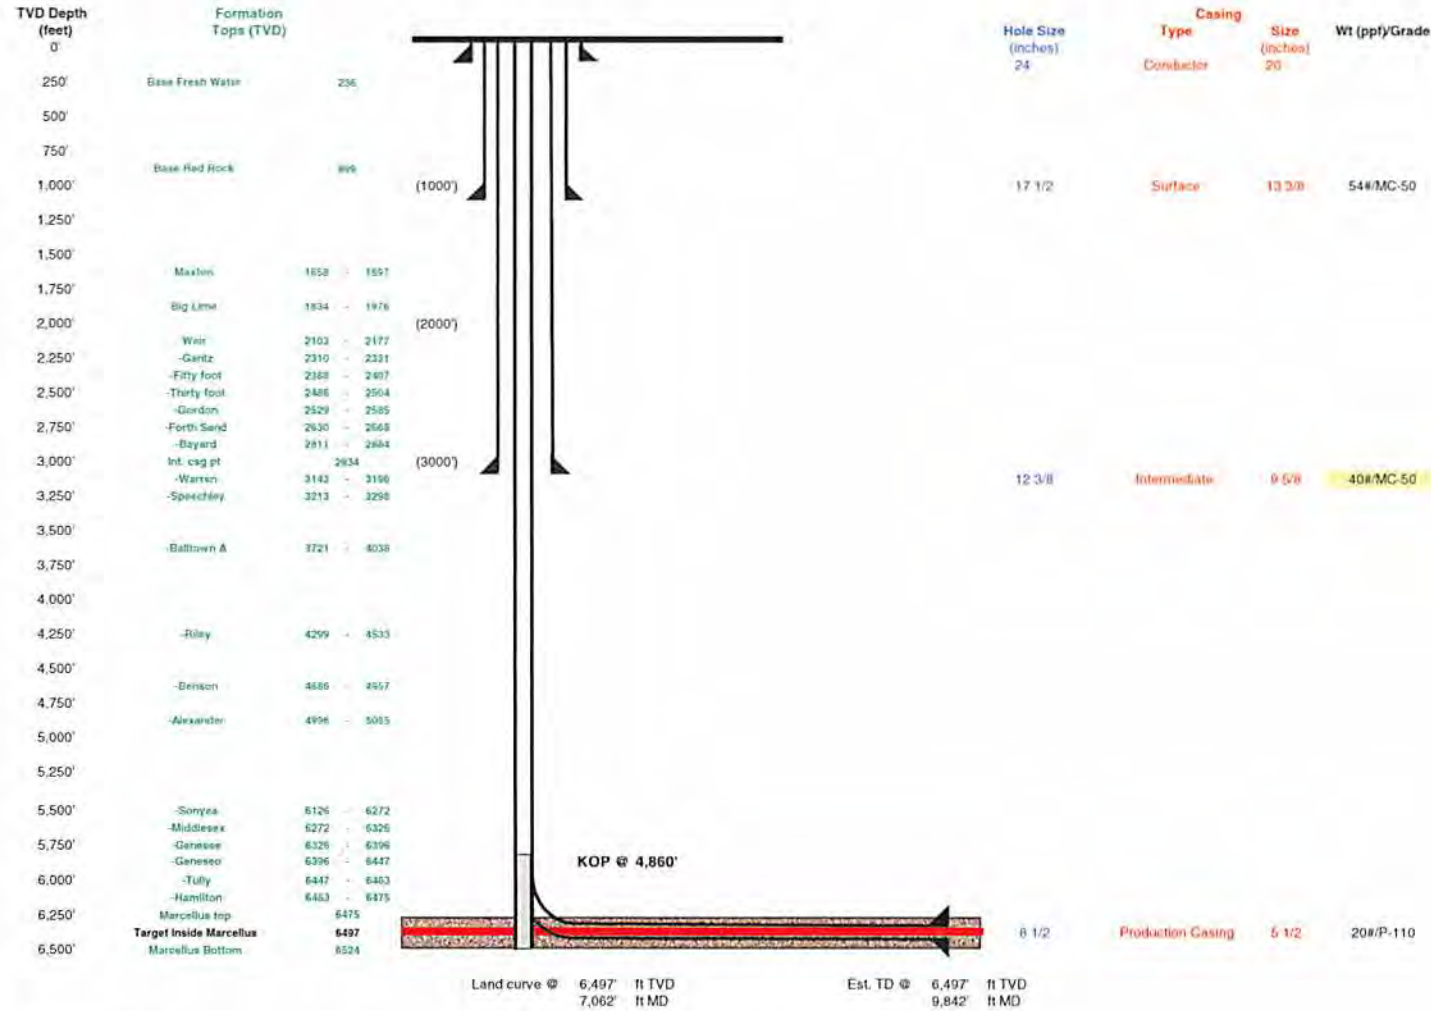 TVD Depth (feet) Formation Tops (TVD) Casing
Hole Size (inches) Type Size (inches) Wt (ppf)/Grade
0'
24 Conductor 20
250' Base Fresh Water 236
500'
750'
Base Red Rock
1,000' (1000') 17 1/2 Surface 13 3/8 54#/MC-50
1,250'
1,500'
Maxton 1658 - 1697
1,750'
Big Lime 1834 - 1976
2,000' (2000')
Weir 2103 - 2177
2,250' -Gantz 2310 - 2331
-Fifty foot 2368 - 2407
2,500' -Thirty foot 2486 - 2504
-Gordon 2529 - 2585
2,750' -Forth Sand 2630 - 2668
-Bayard 2811 -
3,000' Int. csg pt 2934 (3000')
-Warren 3143 - 3196 12 3/8 Intermediate 9 5/8 40#/MC-50
3,250' -Speechley 3213 - 3298
3,500'
-Balltown A 3721 - 4038
3,750'
4,000'
4,250' -Riley 4299 - 4533
4,500'
-Benson 4686 -
4,750'
-Alexander 4996 -
5,000'
5,250'
5,500' -Sonyea 6126 - 6272
-Middlesex 6272 - 6326
5,750' -Genesee 6326 - 6396
-Geneseo 6396 - 6447
KOP @ 4,860'
6,000' -Tully 6447 - 6463
-Hamilton 6463 - 6475
6,250' Marcellus top 6475
Target Inside Marcellus 6497 8 1/2 Production Casing 5 1/2 20#/P-110
6,500' Marcellus Bottom 6524
Land curve @ 6,497' ft TVD Est. TD @ 6,497' ft TVD
7,062' ft MD 9,842' ft MD